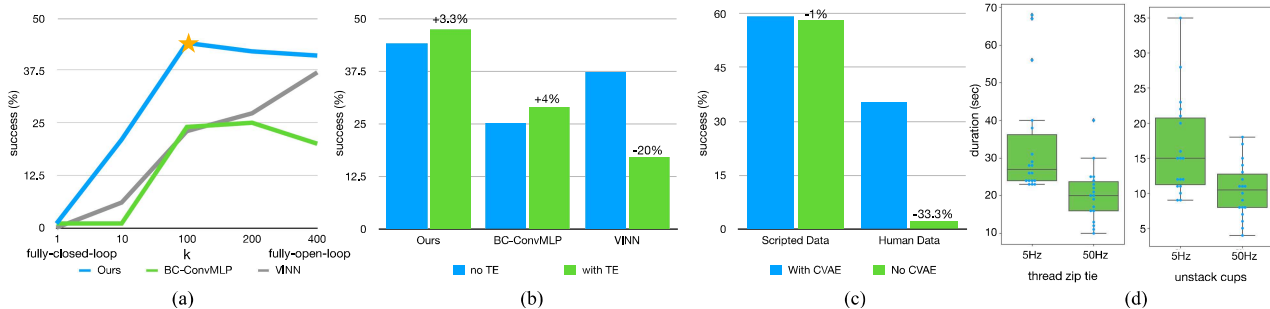 50
37.5
25
12.5
0
success (%)
1
10
100
200
400
fully-closed-loop
k
fully-open-loop
Ours
BC-ConvMLP
VINN
(a)
50
37.5
25
12.5
0
success (%)
+3.3%
+4%
-20%
Ours
BC-ConvMLP
VINN
no TE
with TE
(b)
60
45
30
15
0
success (%)
-1%
-33.3%
Scripted Data
Human Data
With CVAE
No CVAE
(c)
70
60
50
40
30
20
10
duration (sec)
5Hz
50Hz
thread zip tie
35
30
25
20
15
10
5
5Hz
50Hz
unstack cups
(d)